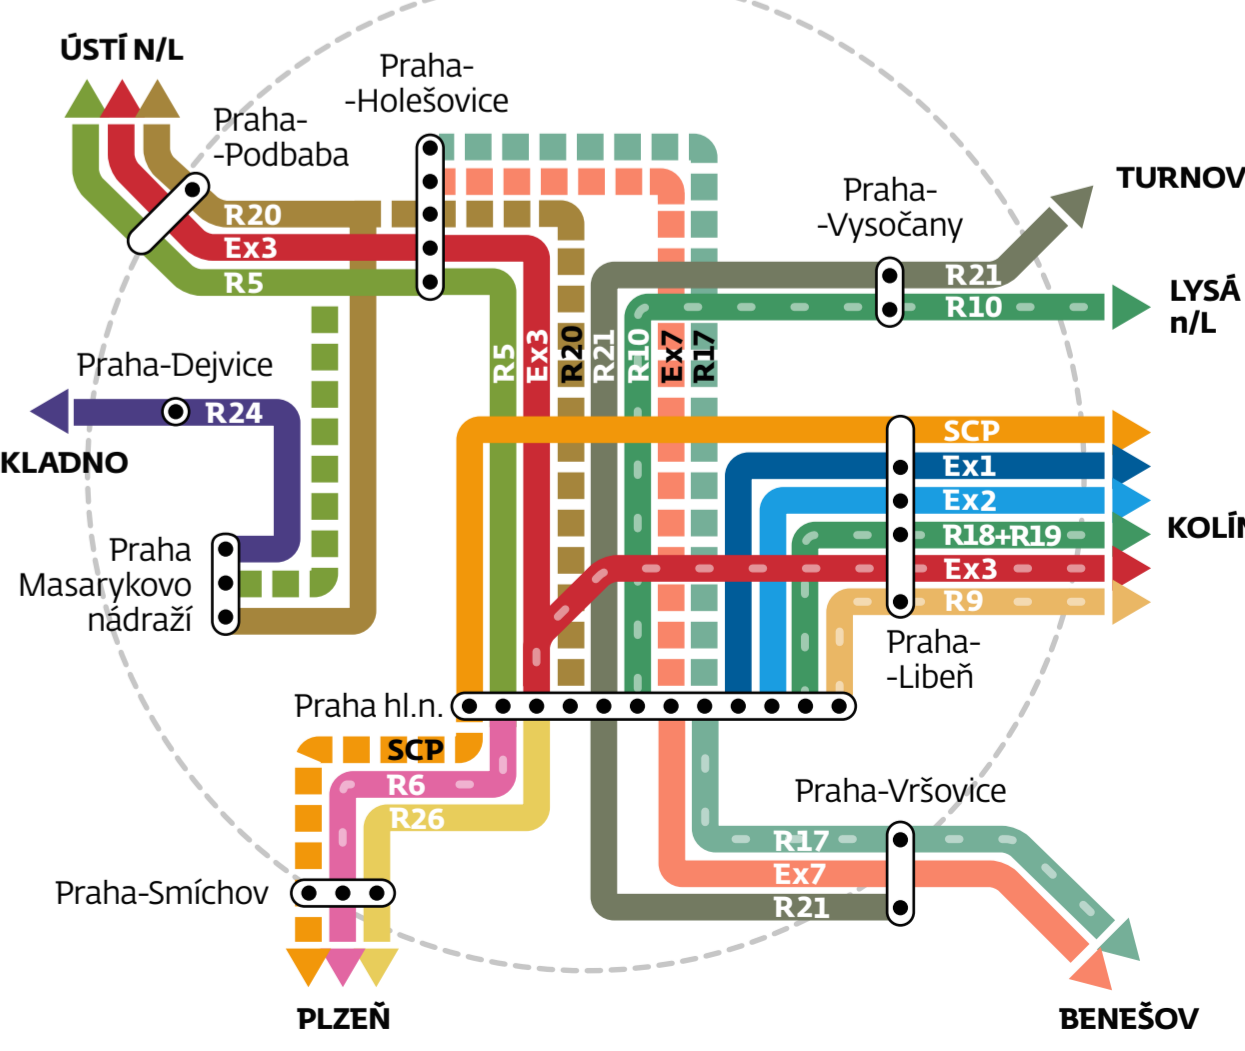 ÚSTÍ N/L
Praha-
-Holešovice
Praha-
-Podbaba
TURNOV
Praha-
-Vysočany
R20
Ex3
R5
R21
R10
LYSÁ
n/L
R5
Ex3
R20
R21
R10
Ex7
R17
Praha-Dejvice
R24
KLADNO
SCP
Ex1
Ex2
R18+R19
Ex3
R9
KOLÍN
Praha
Masarykovo
nádraží
Praha-
-Libeň
Praha hl.n.
SCP
R6
R26
Praha-Vršovice
R17
Ex7
R21
Praha-Smíchov
PLZEŇ
BENEŠOV